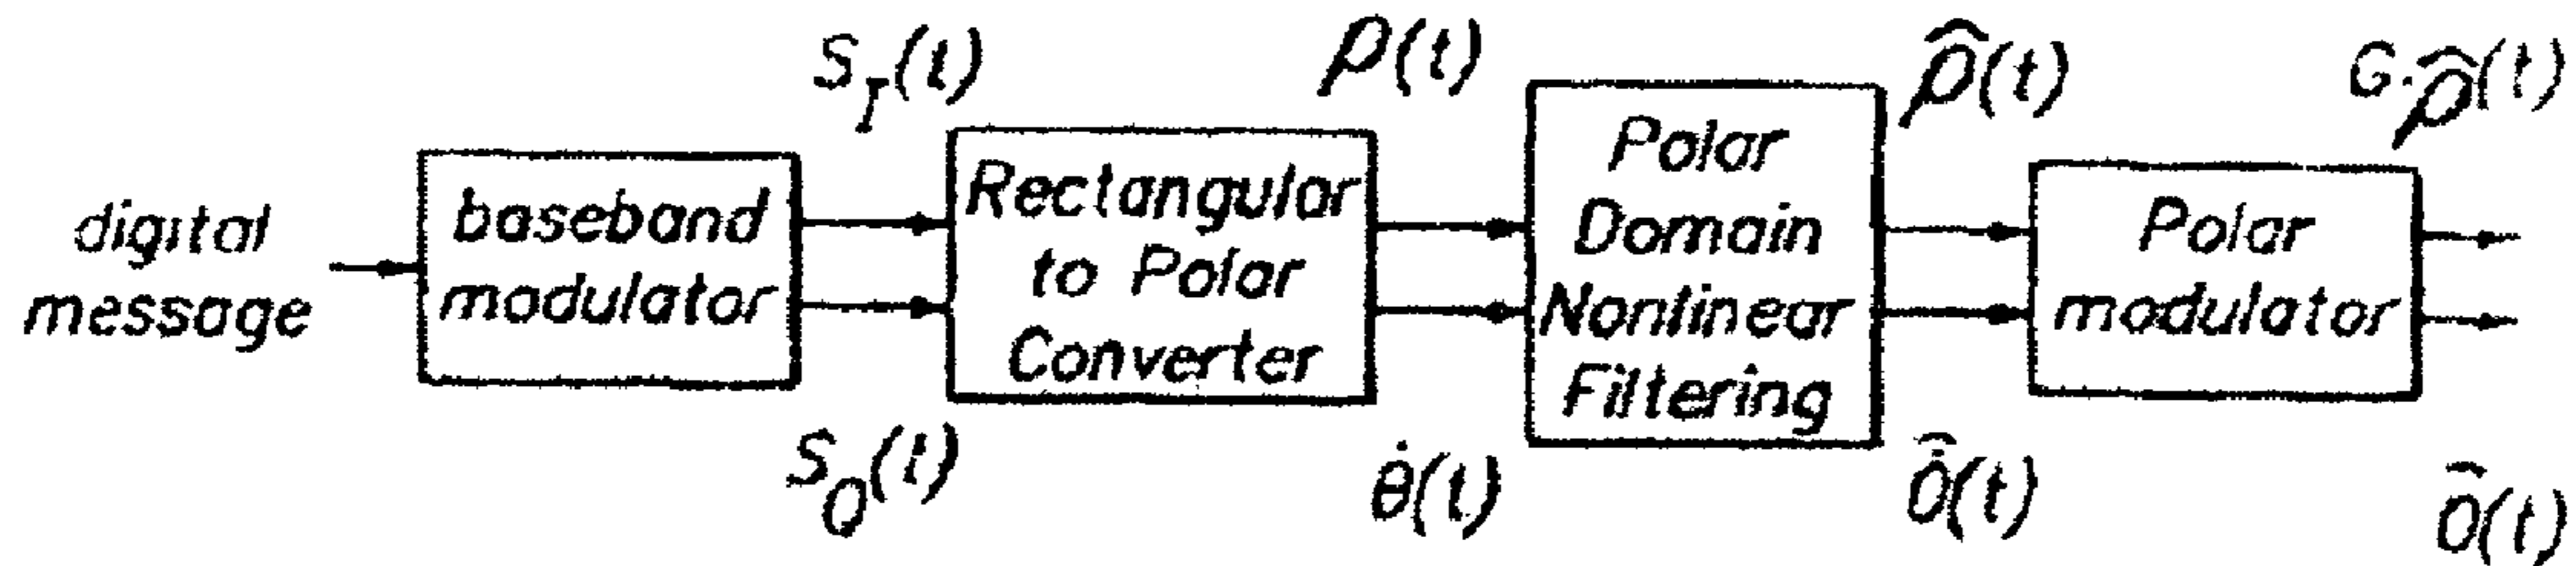 digital
message
baseband
modulator
S_I(t)
S_Q(t)
Rectangular
to Polar
Converter
ρ(t)
θ̇(t)
Polar
Domain
Nonlinear
Filtering
ρ̂(t)
θ̇̂(t)
Polar
modulator
G·ρ̂(t)
θ̂(t)